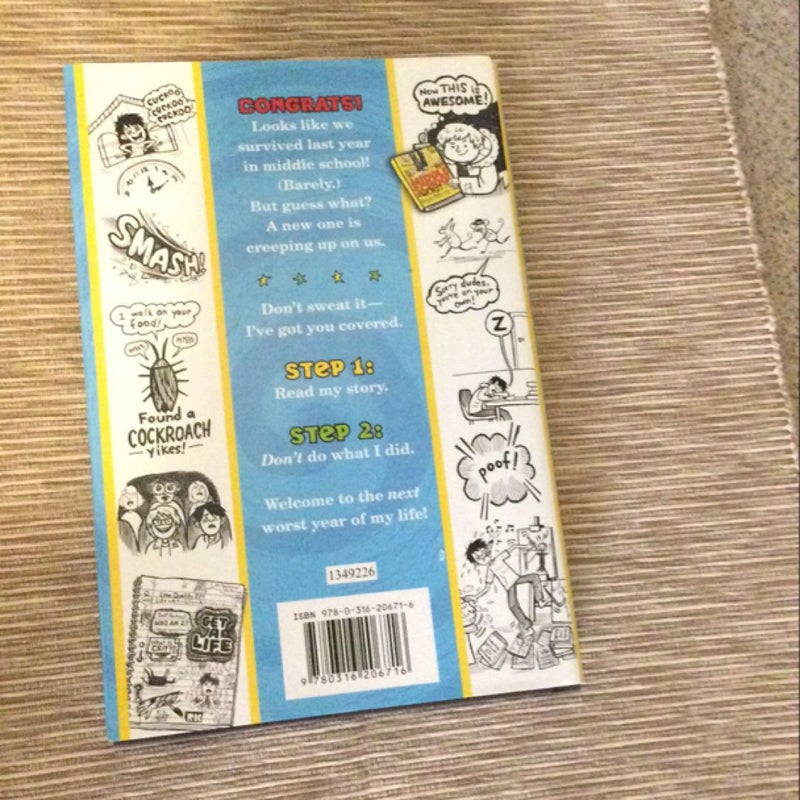 CONGRATS!
Looks like we
survived last year
in middle school!
(Barely.)
But guess what?
A new one is
creeping up on us.
Don't sweat it—
I've got you covered.
STEP 1:
Read my story.
STEP 2:
Don't do what I did.
Welcome to the next
worst year of my life!
1349226
ISBN 978-0-316-20671-6
9 780316 206716
CUCKOO
CUCKOO
CUCKOO!
SMASH!
I walk on your
food!
Found a
COCKROACH
yikes!
GET
A
LIFE
RK
Now THIS is
AWESOME!
Sorry dudes,
you're on your
own!
Z
poof!